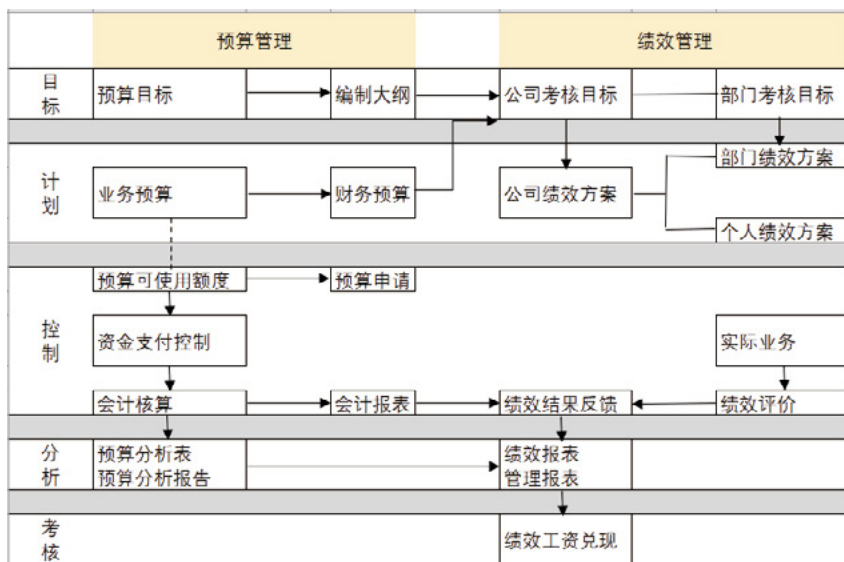 预算管理
绩效管理
目标
预算目标
编制大纲
公司考核目标
部门考核目标
计划
业务预算
财务预算
公司绩效方案
部门绩效方案
个人绩效方案
控制
预算可使用额度
预算申请
资金支付控制
实际业务
会计核算
会计报表
绩效结果反馈
绩效评价
分析
预算分析表
预算分析报告
绩效报表
管理报表
考核
绩效工资兑现